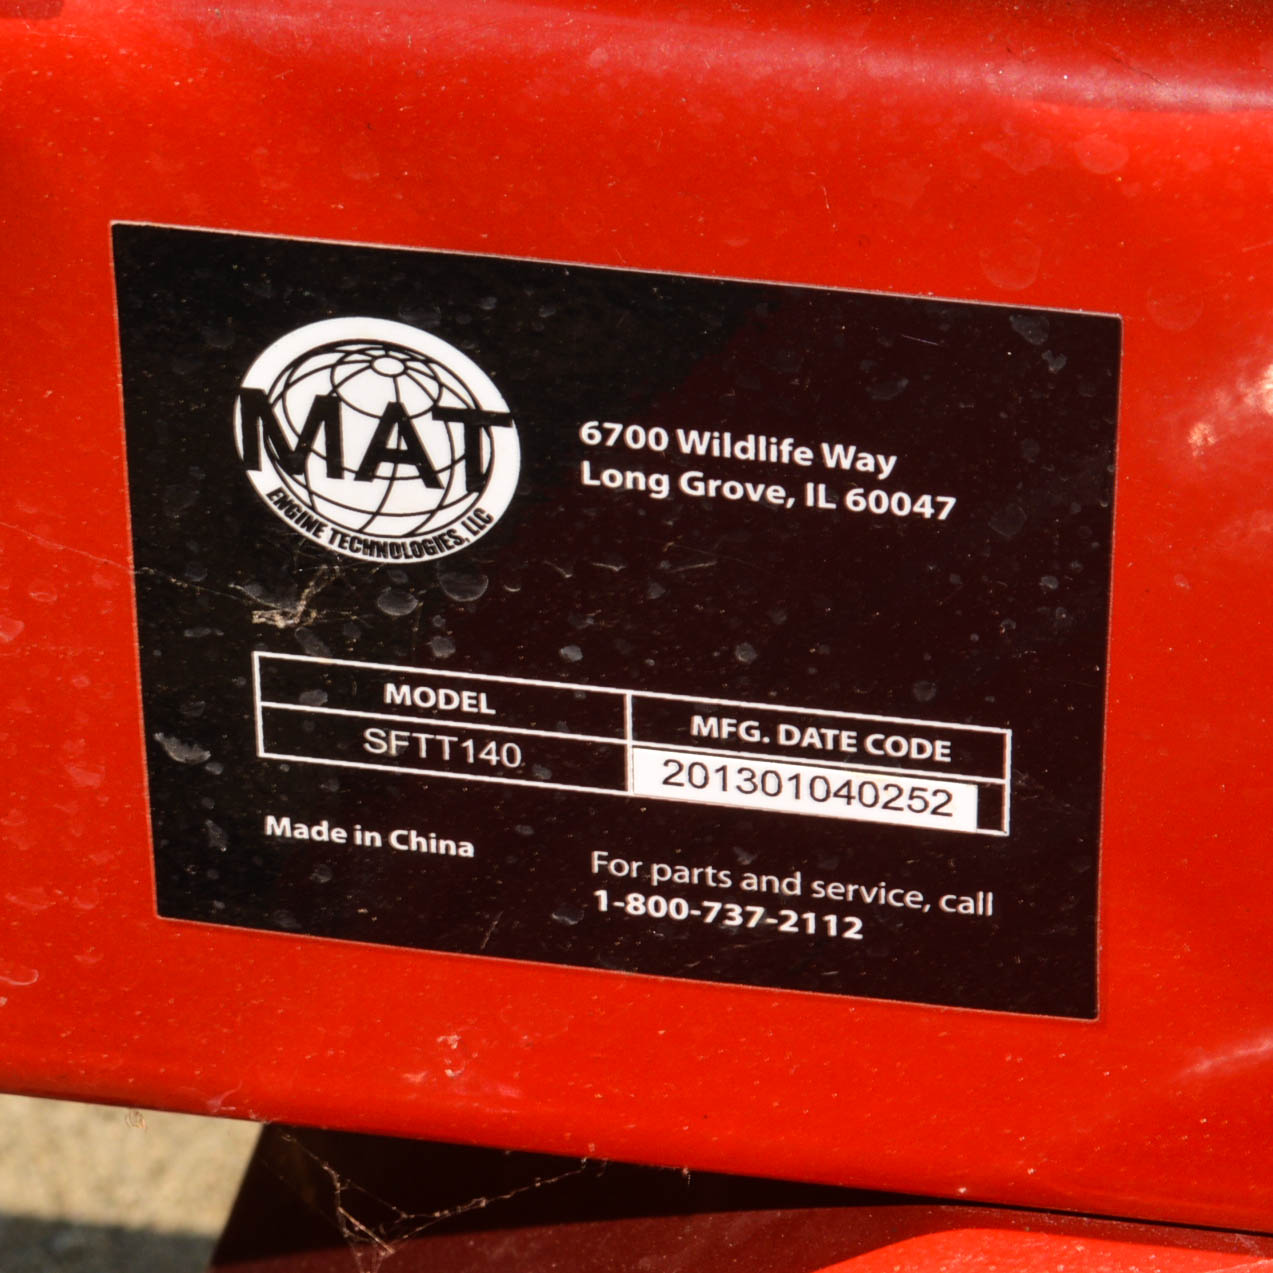 MAT
ENGINE TECHNOLOGIES, LLC
6700 Wildlife Way
Long Grove, IL 60047
MODEL
MFG. DATE CODE
SFTT140
201301040252
Made in China
For parts and service, call
1-800-737-2112